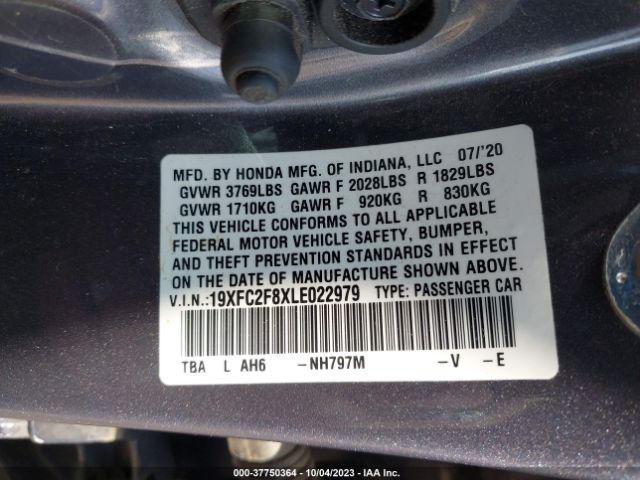 MFD. BY HONDA MFG. OF INDIANA, LLC 07/'20
GVWR 3769LBS GAWR F 2028LBS R 1829LBS
GVWR 1710KG GAWR F 920KG R 830KG
THIS VEHICLE CONFORMS TO ALL APPLICABLE
FEDERAL MOTOR VEHICLE SAFETY, BUMPER,
AND THEFT PREVENTION STANDARDS IN EFFECT
ON THE DATE OF MANUFACTURE SHOWN ABOVE.
V.I.N.:19XFC2F8XLE022979 TYPE: PASSENGER CAR
TBA L AH6 -NH797M -V -E
000-37750364 | 10/04/2023 | IAA Inc.